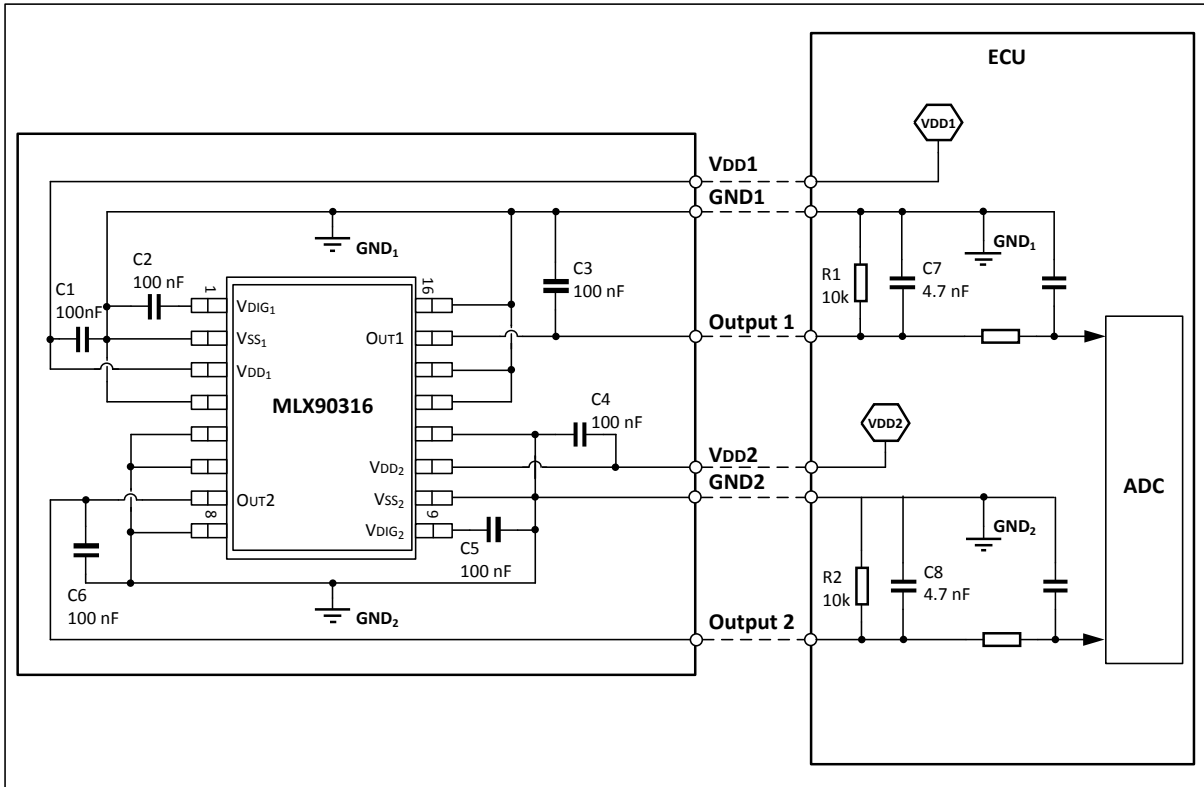 ECU
VDD1
VDD1
GND1
GND₁
GND₁
C2
100 nF
C1
100nF
1
16
C3
100 nF
R1
10k
C7
4.7 nF
VDIG₁
VSS₁
VDD₁
OUT1
Output 1
MLX90316
C4
100 nF
VDD2
VDD2
GND2
VDD₂
VSS₂
VDIG₂
OUT2
8
9
ADC
GND₂
C5
100 nF
C6
100 nF
GND₂
R2
10k
C8
4.7 nF
Output 2